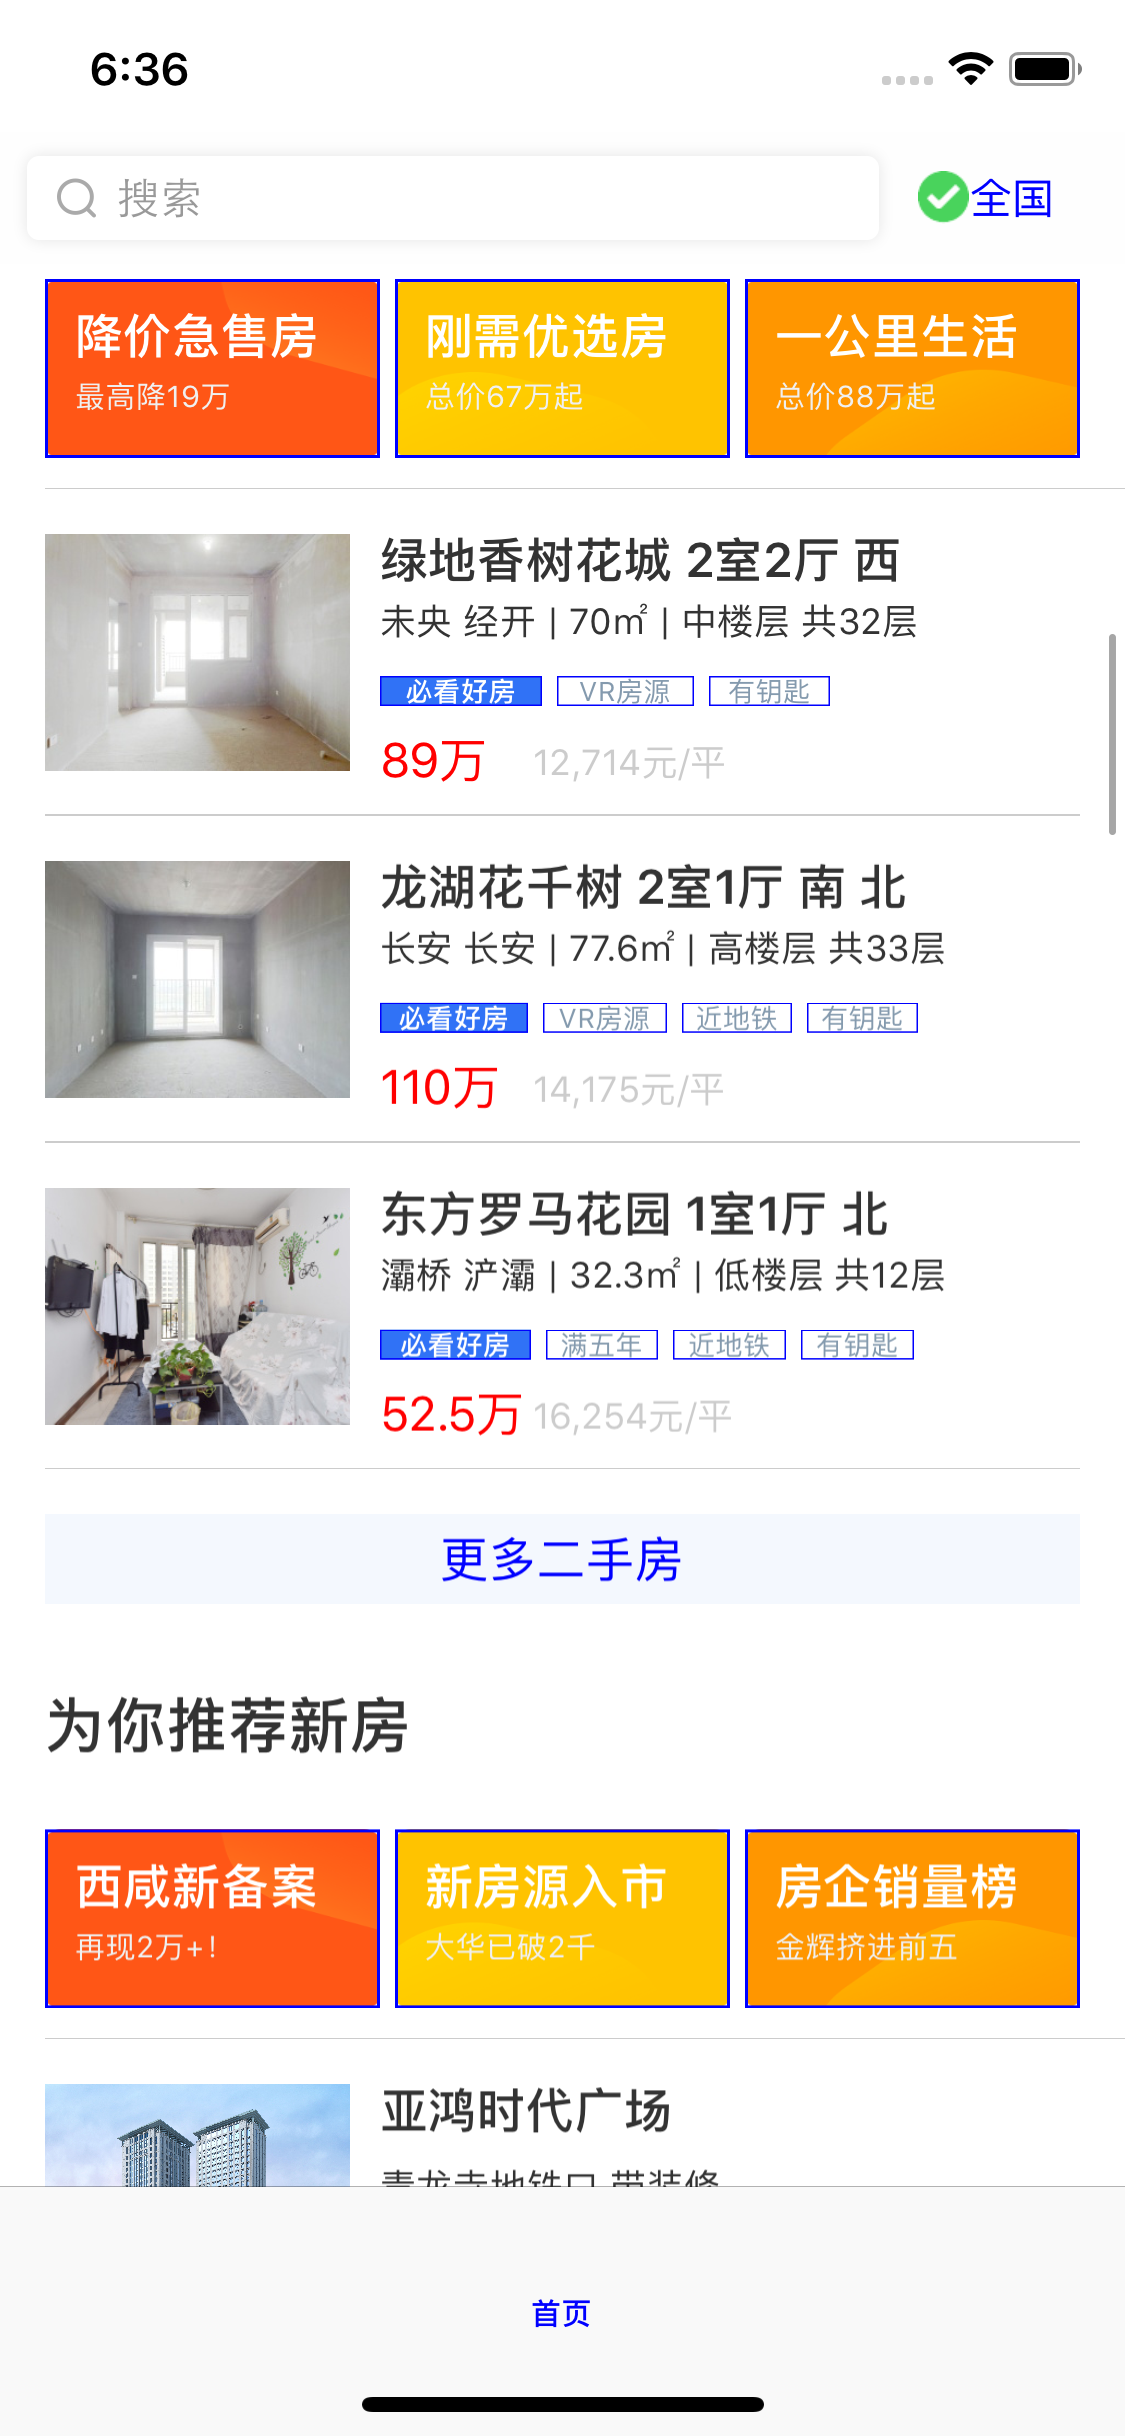 6:36
搜索
全国
降价急售房
最高降19万
刚需优选房
总价67万起
一公里生活
总价88万起
绿地香树花城 2室2厅 西
未央 经开 | 70㎡ | 中楼层 共32层
必看好房 VR房源 有钥匙
89万 12,714元/平
龙湖花千树 2室1厅 南 北
长安 长安 | 77.6㎡ | 高楼层 共33层
必看好房 VR房源 近地铁 有钥匙
110万 14,175元/平
东方罗马花园 1室1厅 北
灞桥 浐灞 | 32.3㎡ | 低楼层 共12层
必看好房 满五年 近地铁 有钥匙
52.5万 16,254元/平
更多二手房
为你推荐新房
西咸新备案
再现2万+！
新房源入市
大华已破2千
房企销量榜
金辉挤进前五
亚鸿时代广场
青龙寺地铁口 带装修
首页